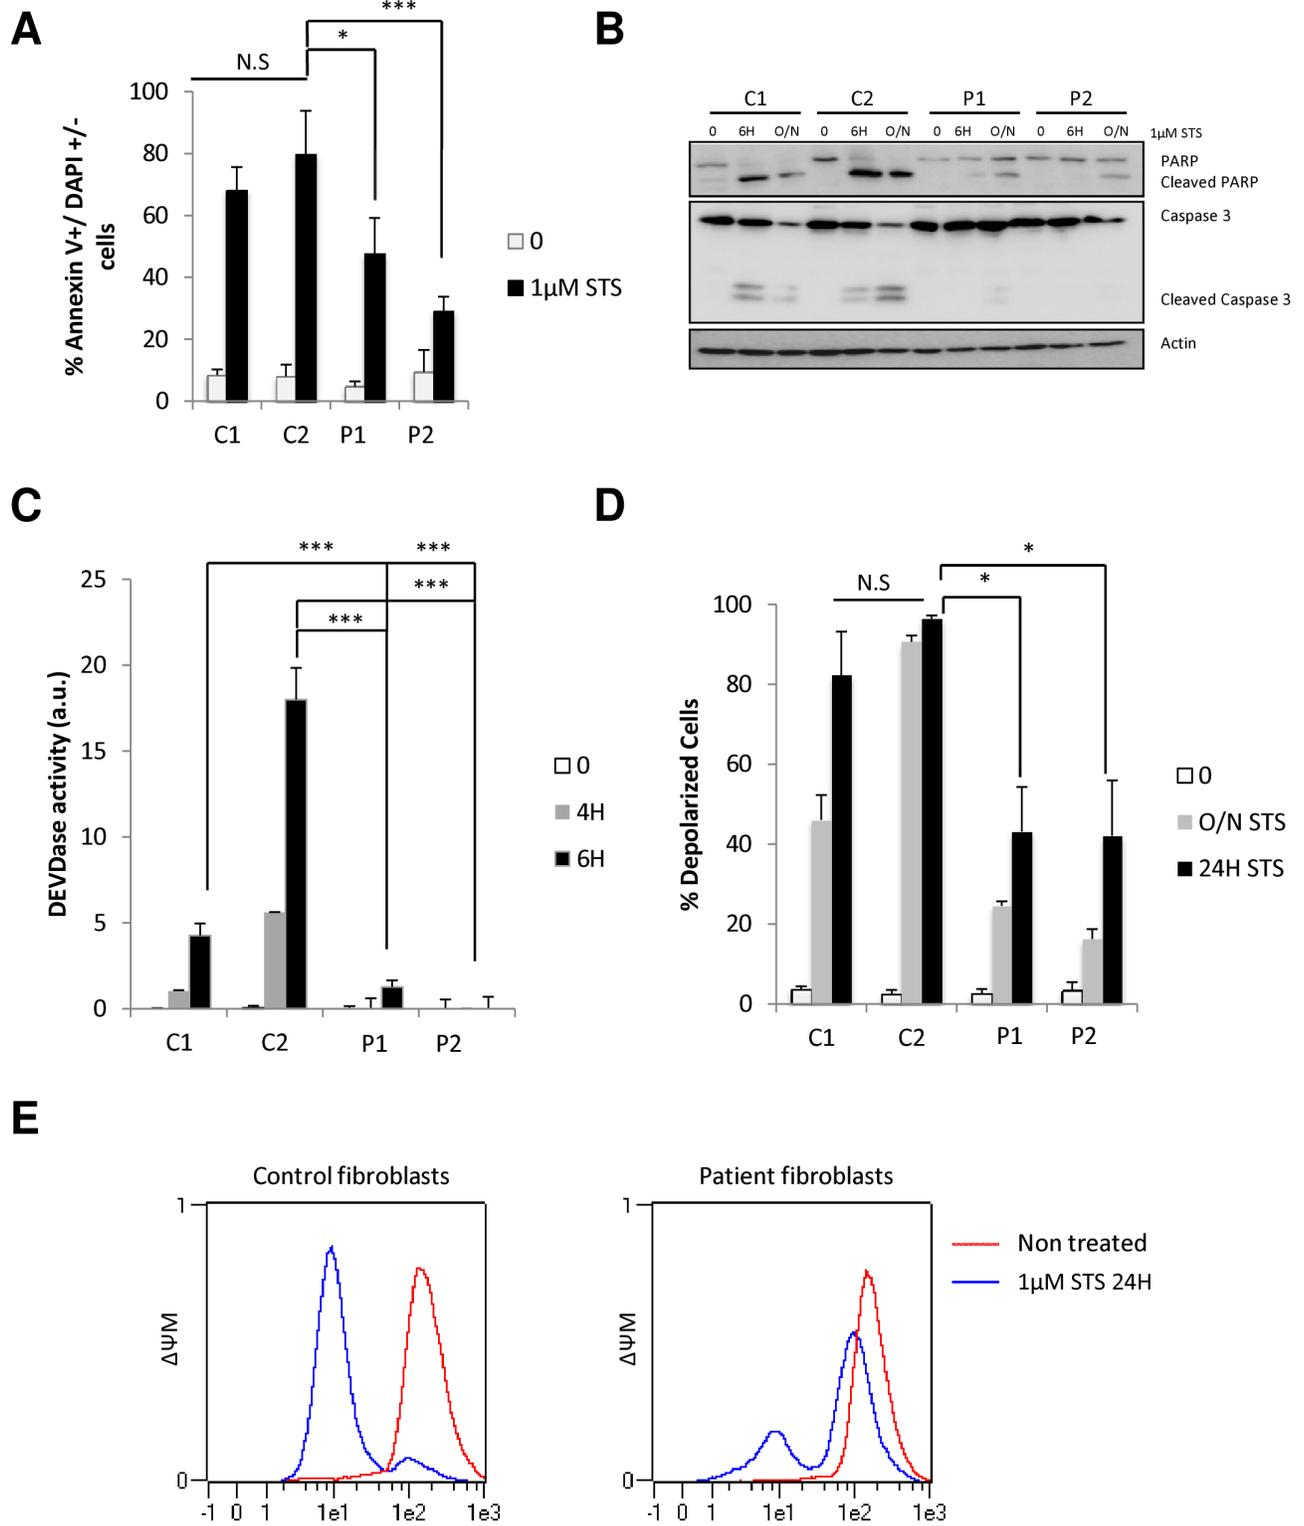 A
***
*
N.S
100
80
60
40
20
0
% Annexin V+/ DAPI +/-
cells
C1 C2 P1 P2
0
1µM STS
B
C1 C2 P1 P2
0 6H O/N 0 6H O/N 0 6H O/N 0 6H O/N 1µM STS
PARP
Cleaved PARP
Caspase 3
Cleaved Caspase 3
Actin
C
*** ***
***
***
25
20
15
10
5
0
DEVDase activity (a.u.)
C1 C2 P1 P2
0
4H
6H
D
*
*
N.S
100
80
60
40
20
0
% Depolarized Cells
C1 C2 P1 P2
0
O/N STS
24H STS
E
Control fibroblasts
1
0
ΔΨM
-1 0 1 1e1 1e2 1e3
Patient fibroblasts
1
0
ΔΨM
-1 0 1 1e1 1e2 1e3
Non treated
1µM STS 24H